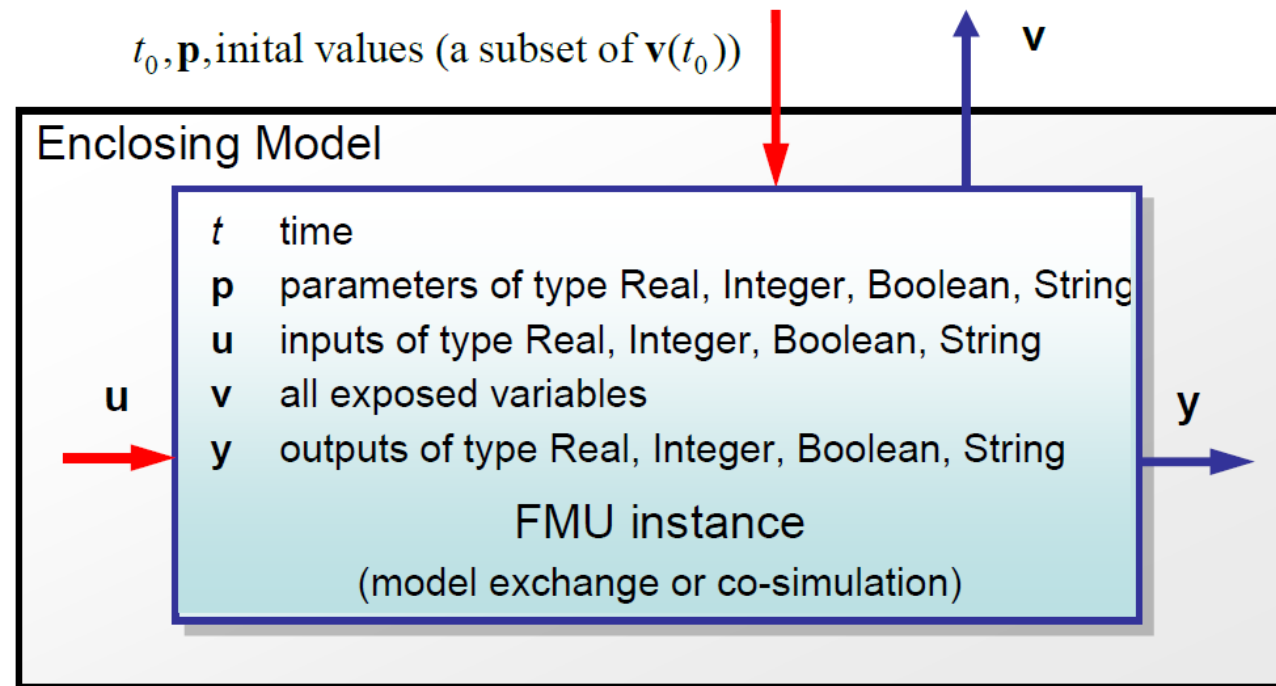 t₀, p, inital values (a subset of v(t₀))
v
Enclosing Model
t time
p parameters of type Real, Integer, Boolean, String
u inputs of type Real, Integer, Boolean, String
v all exposed variables
u
y
y outputs of type Real, Integer, Boolean, String
FMU instance
(model exchange or co-simulation)